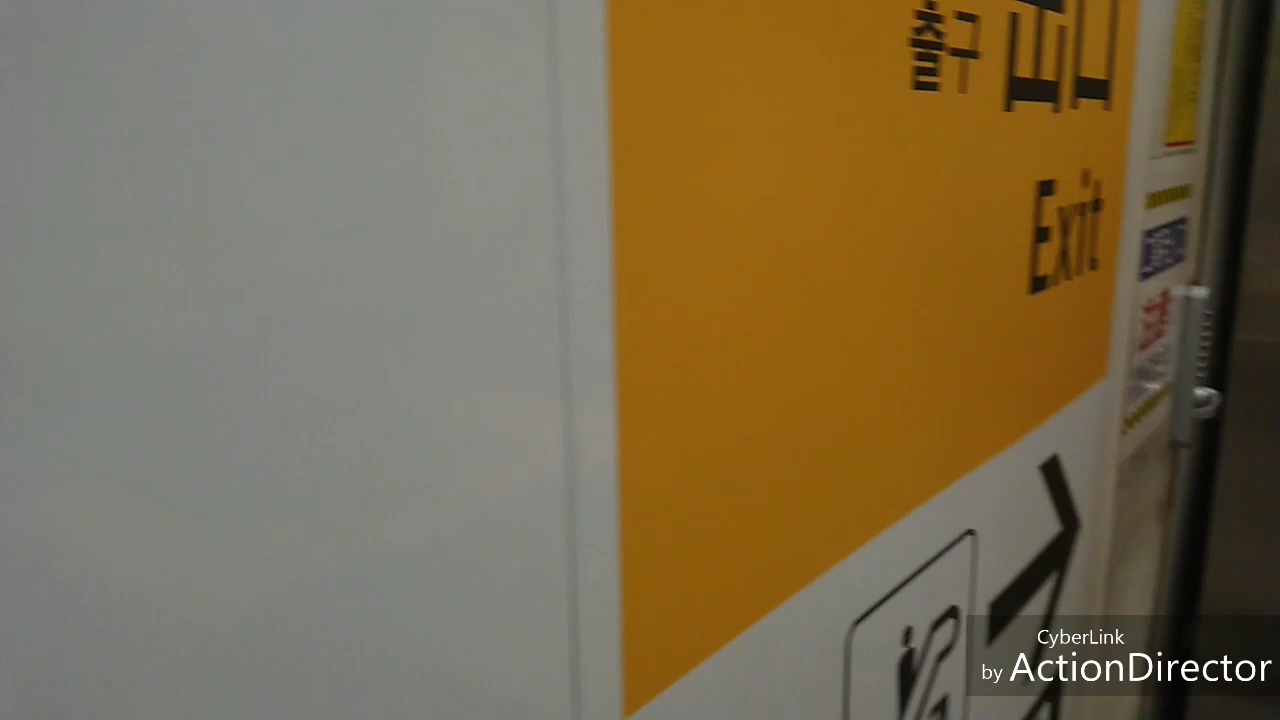 출구 出口
Exit
CyberLink
by ActionDirector